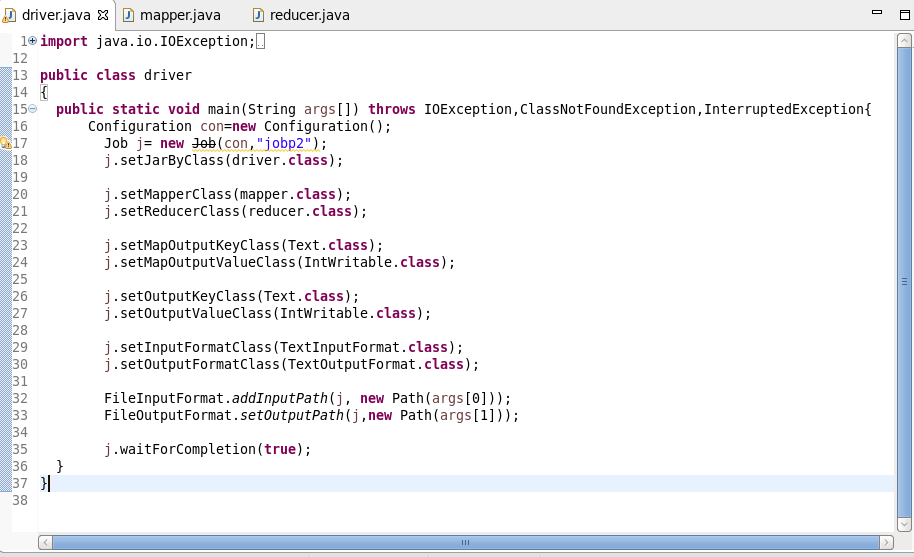 driver.java mapper.java reducer.java
1 import java.io.IOException;
12
13 public class driver
14 {
15 public static void main(String args[]) throws IOException,ClassNotFoundException,InterruptedException{
16 Configuration con=new Configuration();
17 Job j= new Job(con,"jobp2");
18 j.setJarByClass(driver.class);
19
20 j.setMapperClass(mapper.class);
21 j.setReducerClass(reducer.class);
22
23 j.setMapOutputKeyClass(Text.class);
24 j.setMapOutputValueClass(IntWritable.class);
25
26 j.setOutputKeyClass(Text.class);
27 j.setOutputValueClass(IntWritable.class);
28
29 j.setInputFormatClass(TextInputFormat.class);
30 j.setOutputFormatClass(TextOutputFormat.class);
31
32 FileInputFormat.addInputPath(j, new Path(args[0]));
33 FileOutputFormat.setOutputPath(j,new Path(args[1]));
34
35 j.waitForCompletion(true);
36 }
37 }
38